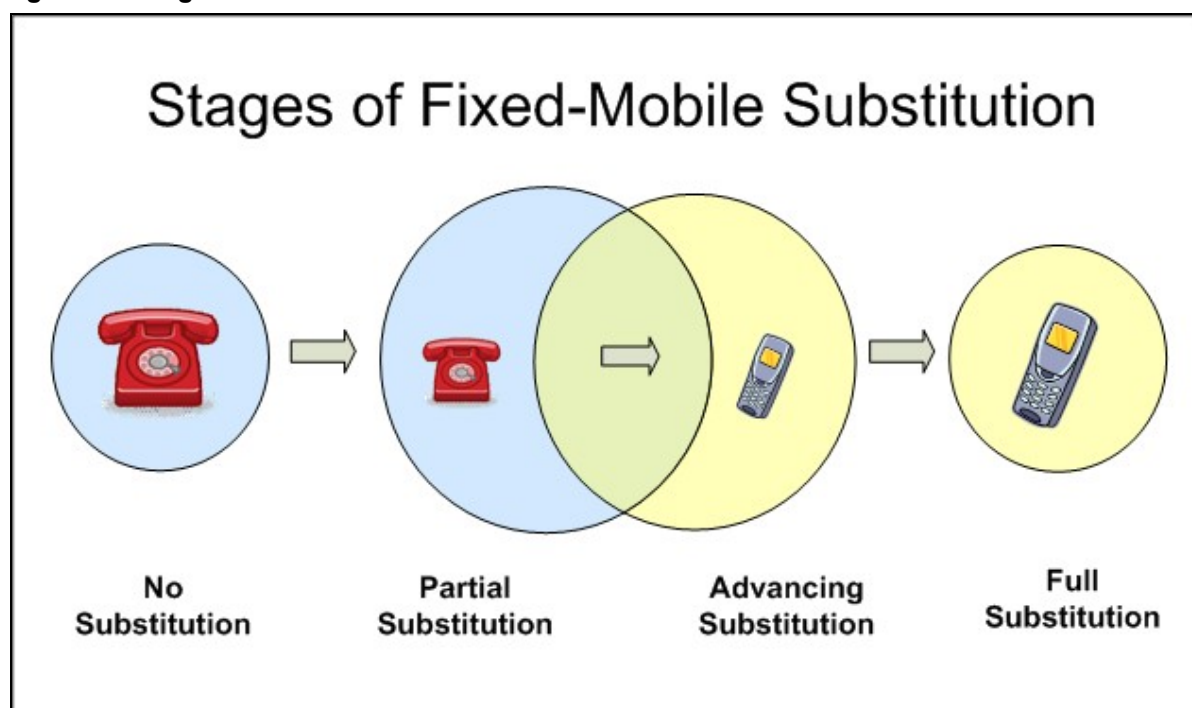 Stages of Fixed-Mobile Substitution
No
Substitution
Partial
Substitution
Advancing
Substitution
Full
Substitution